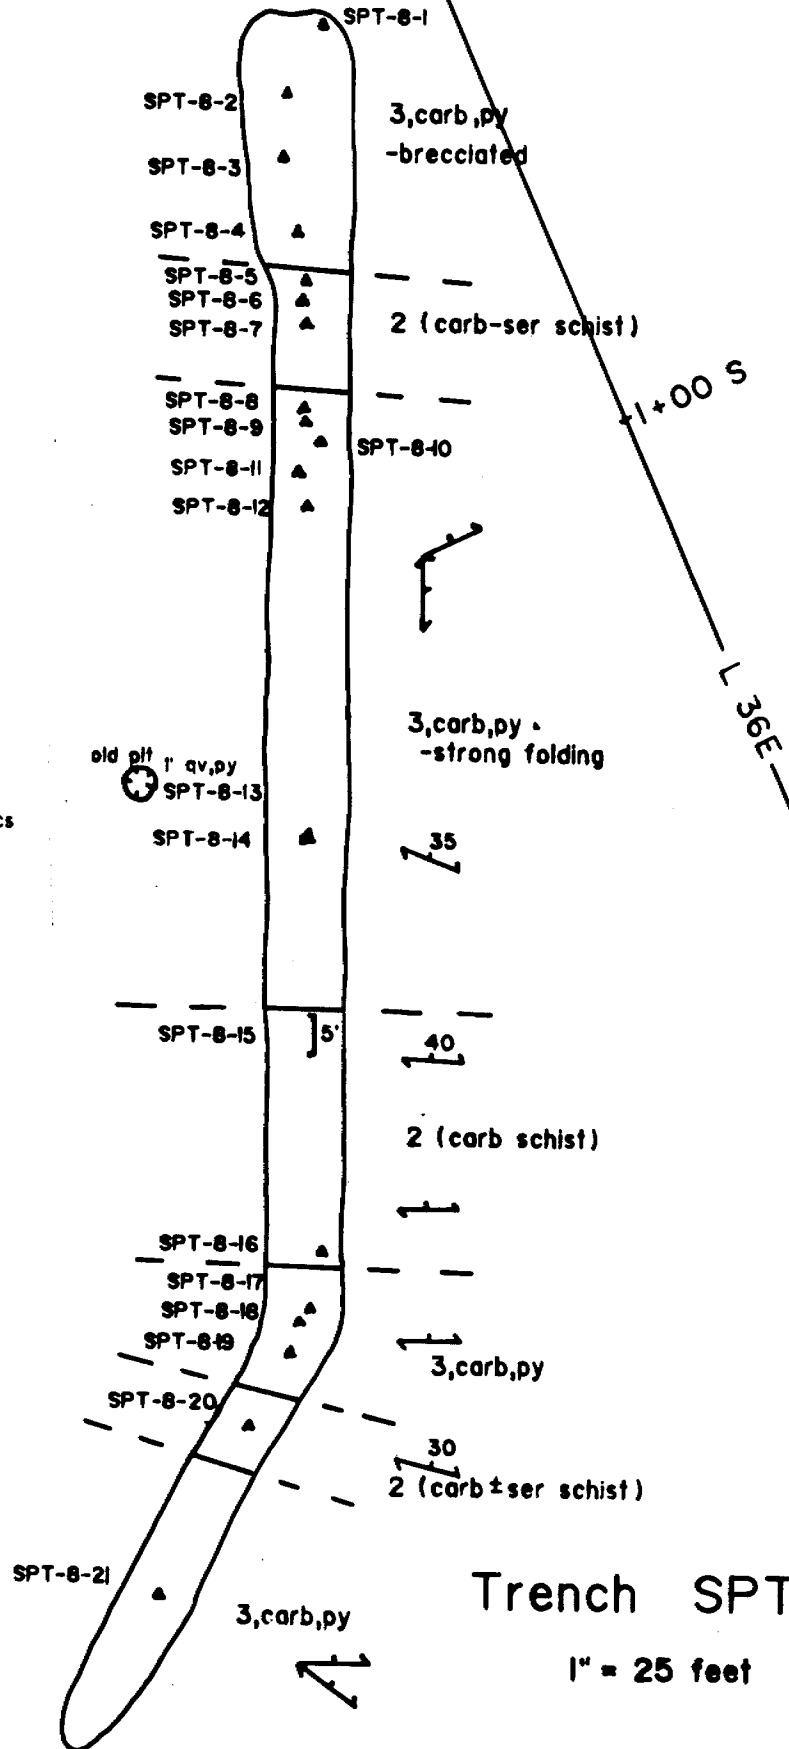 SPT-8-1
SPT-8-2
3,carb,py
-brecciated
SPT-8-3
SPT-8-4
SPT-8-5
SPT-8-6
SPT-8-7
2 (carb-ser schist)
1+00 S
SPT-8-8
SPT-8-9
SPT-8-10
SPT-8-11
SPT-8-12
L 36E
3,carb,py
-strong folding
old pit 1' qv,py
SPT-8-13
cs
SPT-8-14
35
SPT-8-15
5'
40
2 (carb schist)
SPT-8-16
SPT-8-17
SPT-8-18
SPT-8-19
3,carb,py
SPT-8-20
30
2 (carb±ser schist)
SPT-8-21
Trench SPT
3,carb,py
1" = 25 feet